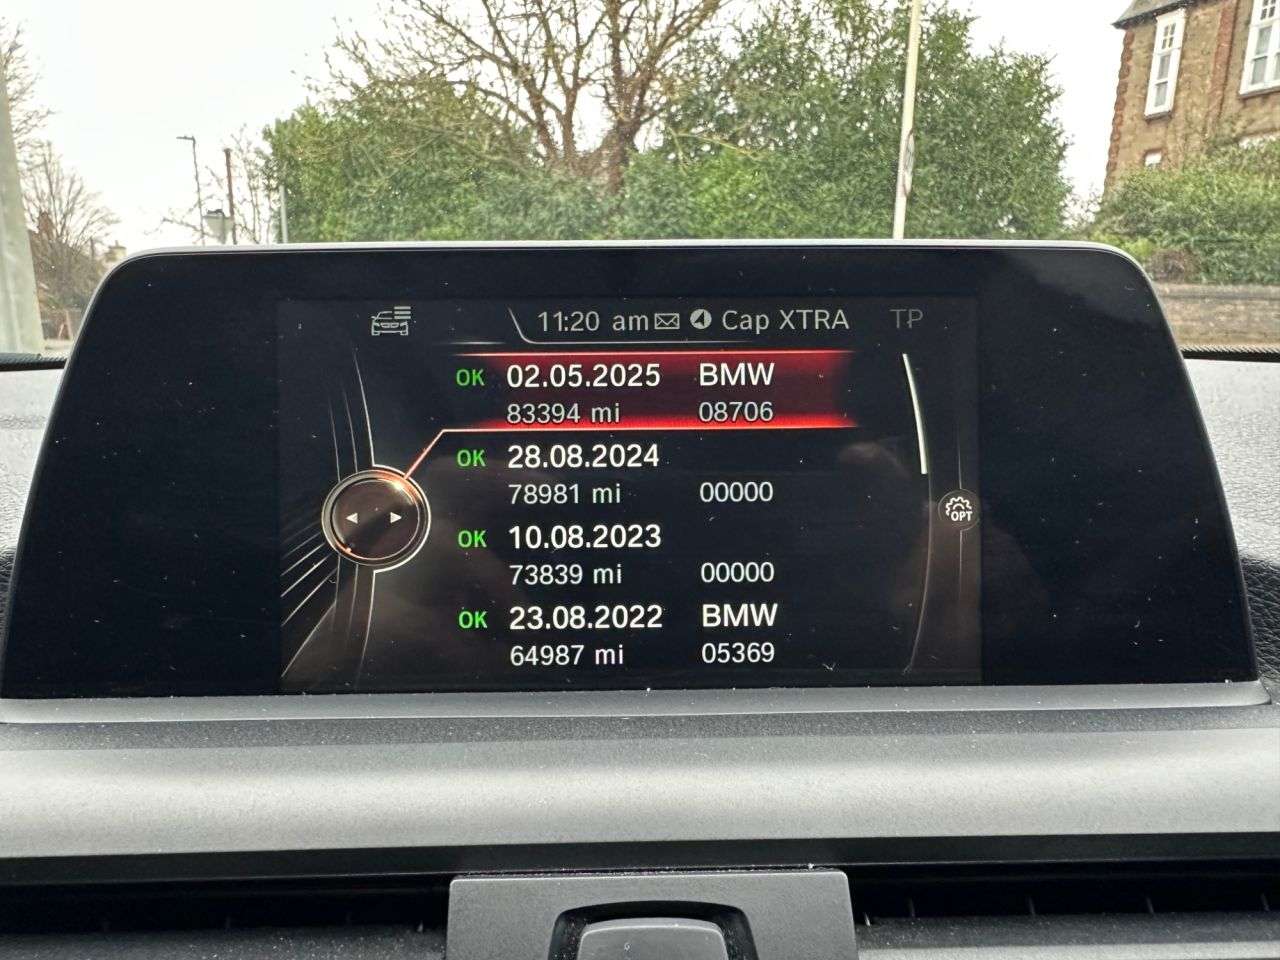 11:20 am Cap XTRA TP
OK 02.05.2025 BMW
83394 mi 08706
OK 28.08.2024
78981 mi 00000
OPT
OK 10.08.2023
73839 mi 00000
OK 23.08.2022 BMW
64987 mi 05369